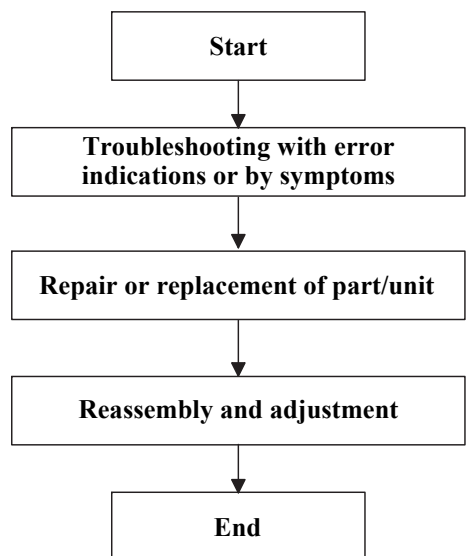 Start
Troubleshooting with error
indications or by symptoms
Repair or replacement of part/unit
Reassembly and adjustment
End